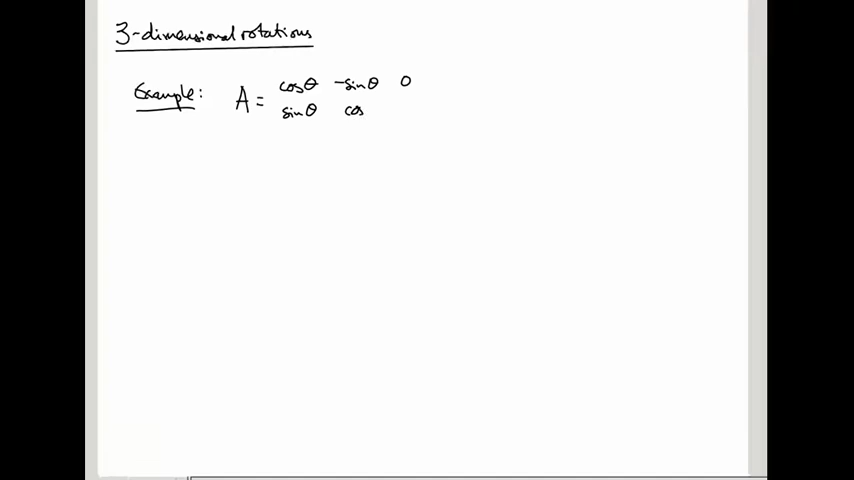 3-dimensional rotations
Example: A = cosθ -sinθ 0
sinθ cos